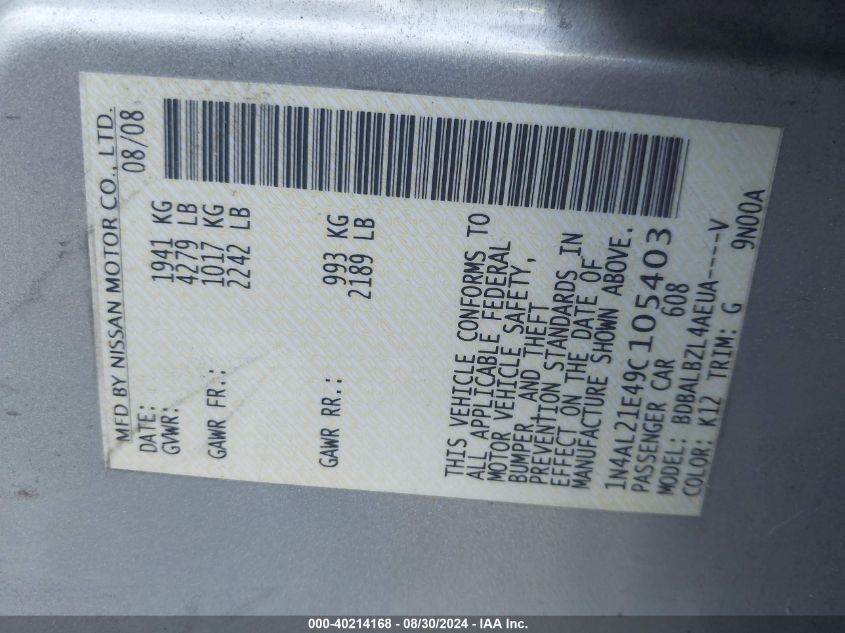 MFD BY NISSAN MOTOR CO., LTD.
DATE: 08/08
GVWR: 1941 KG
4279 LB
GAWR FR.: 1017 KG
2242 LB
GAWR RR.: 993 KG
2189 LB
THIS VEHICLE CONFORMS TO
ALL APPLICABLE FEDERAL
MOTOR VEHICLE SAFETY,
BUMPER, AND THEFT
PREVENTION STANDARDS IN
EFFECT ON THE DATE OF
MANUFACTURE SHOWN ABOVE.
1N4AL21E49C105403
PASSENGER CAR 608
MODEL: BDBALBZL4AEUA----V
COLOR: K12 TRIM: G 9N00A
000-40214168 - 08/30/2024 - IAA Inc.